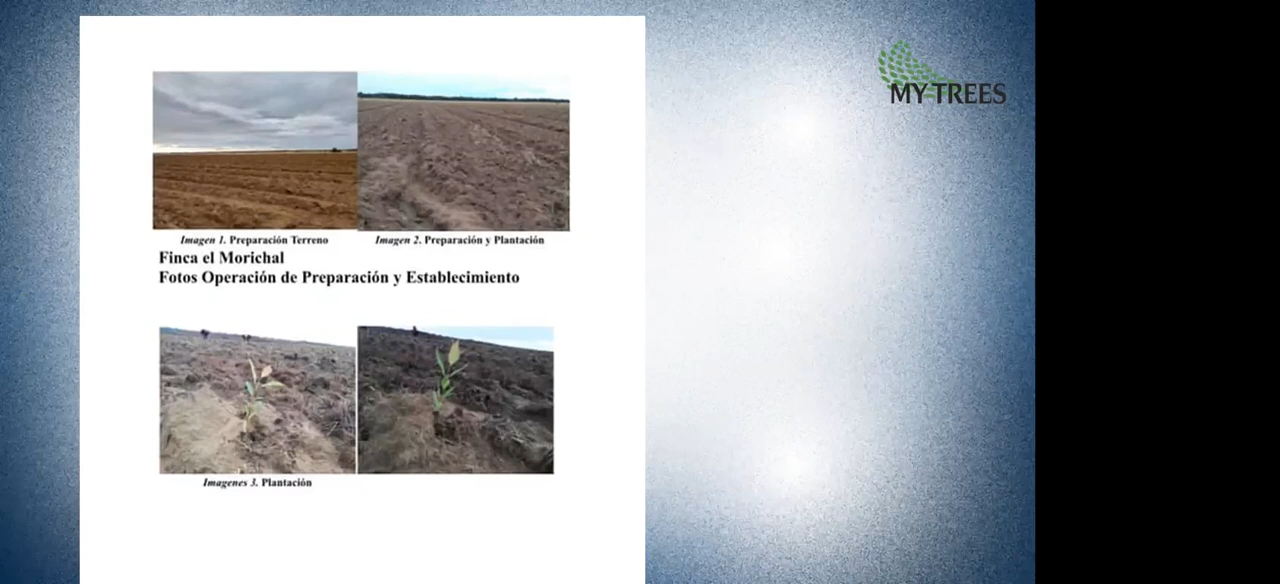 MY TREES
Imagen 1. Preparación Terreno
Imagen 2. Preparación y Plantación
Finca el Morichal
Fotos Operación de Preparación y Establecimiento
Imagenes 3. Plantación